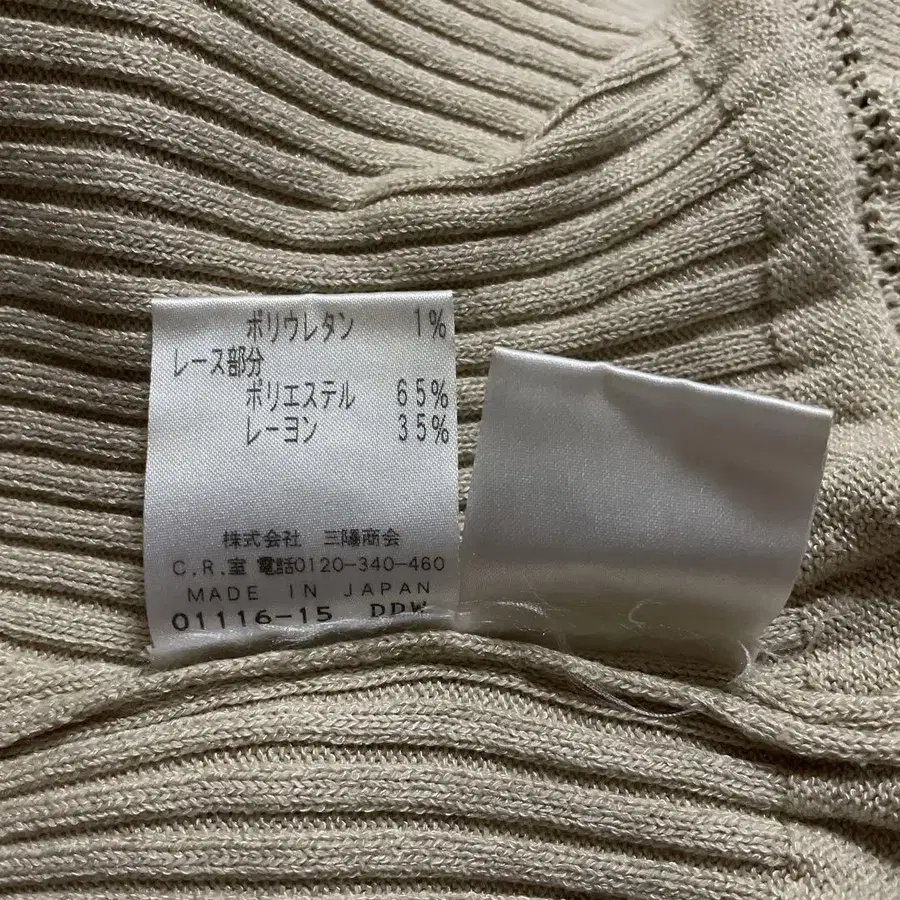 ポリウレタン 1%
レース部分
ポリエステル 65%
レーヨン 35%
株式会社 三陽商会
C.R.室 電話0120-340-460
MADE IN JAPAN
01116-15 DDW